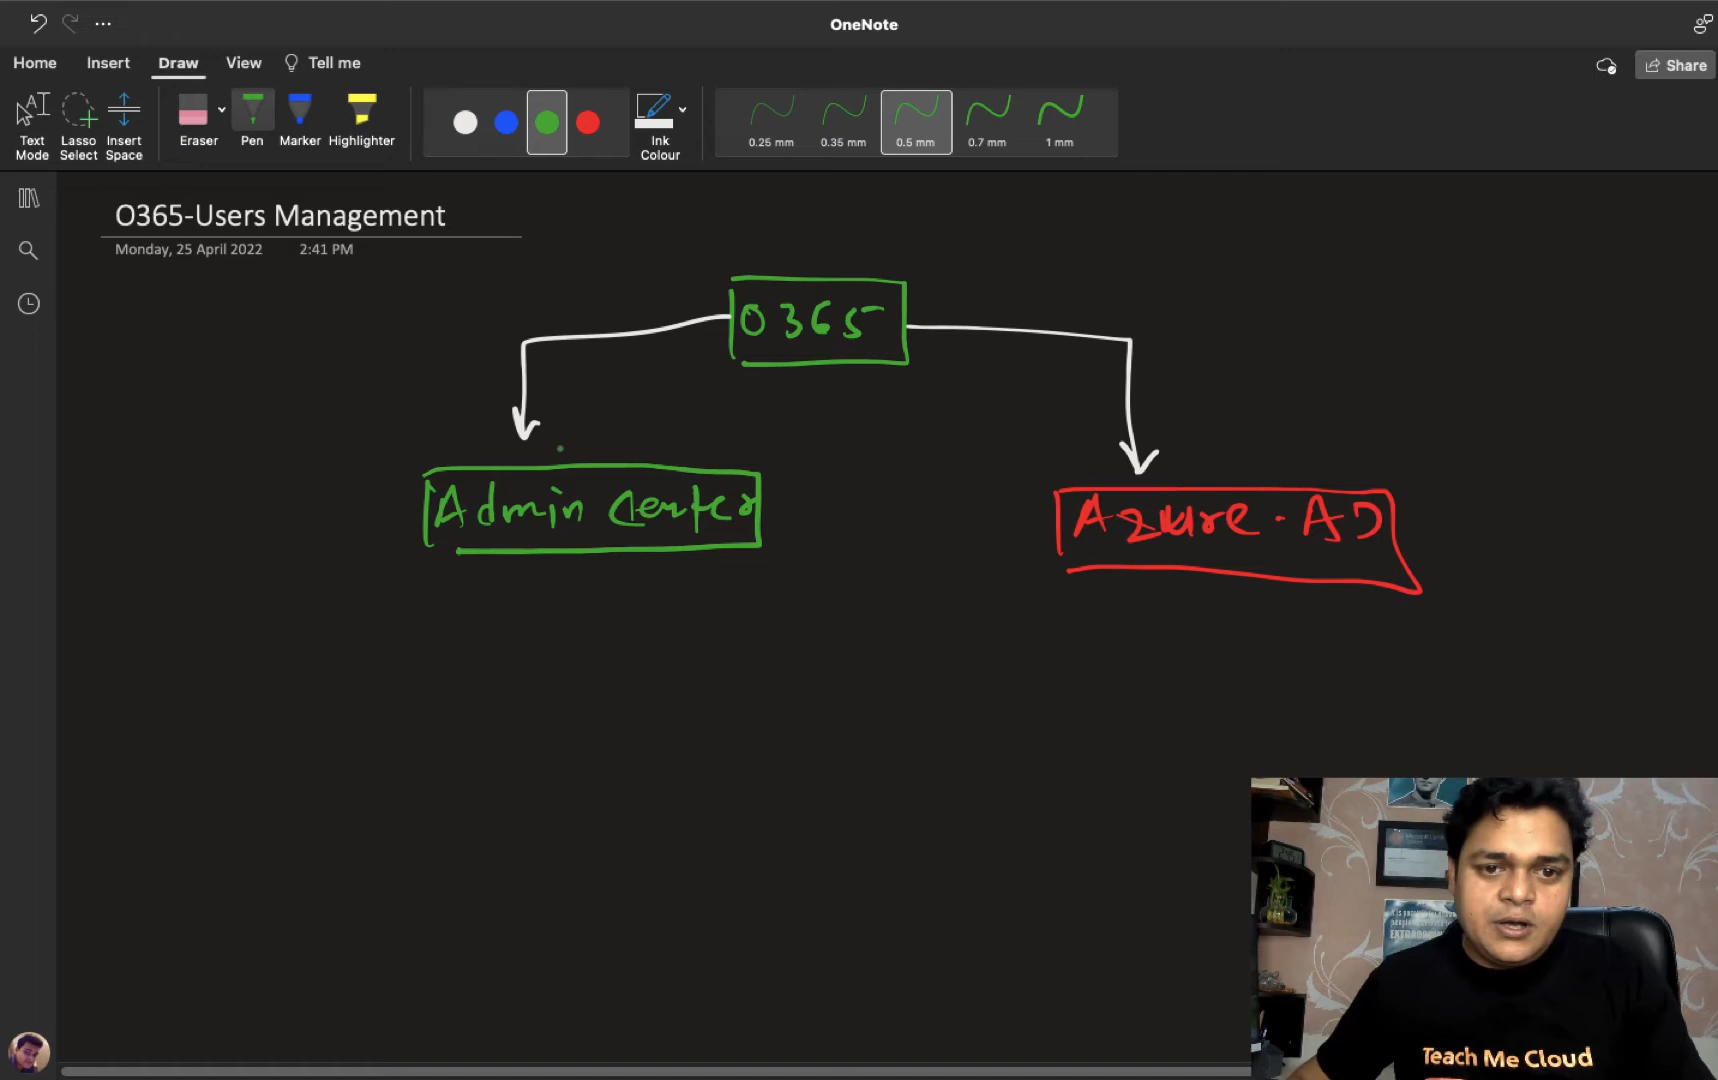 OneNote
Home Insert Draw View Tell me
Share
Text Mode
Lasso Select
Insert Space
Eraser
Pen
Marker
Highlighter
Ink Colour
0.25 mm
0.35 mm
0.5 mm
0.7 mm
1 mm
O365-Users Management
Monday, 25 April 2022 2:41 PM
O365
Admin Center
Azure-AD
Teach Me Cloud